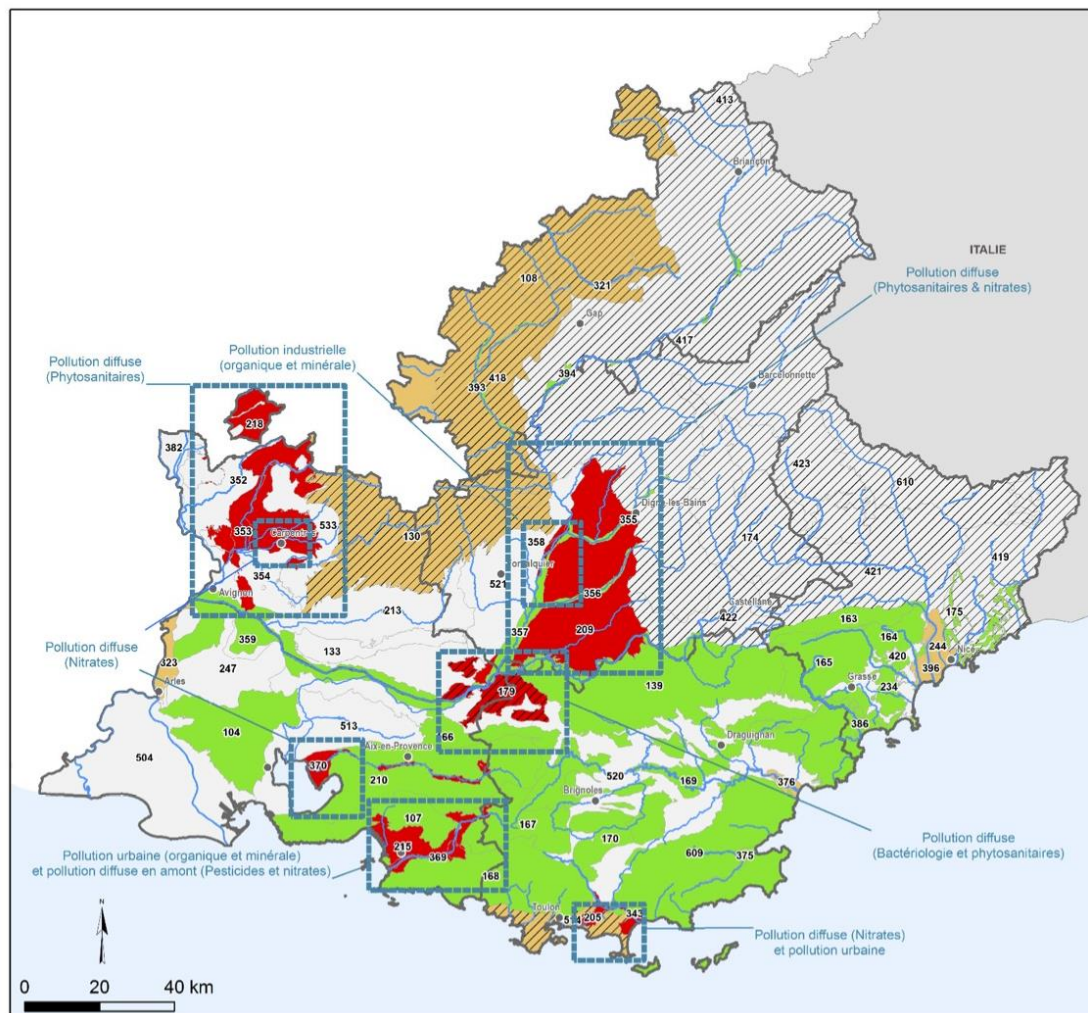 413
Briançon
ITALIE
Pollution diffuse
(Phytosanitaires & nitrates)
108
321
Gap
Pollution industrielle
(organique et minérale)
Pollution diffuse
(Phytosanitaires)
417
418
394
393
Barcelonnette
218
382
352
423
610
Digne-les-Bains
355
353
533
Carpentras
130
358
174
419
354
521
orcalquier
356
421
Avignon
213
357
209
Castellane
422
175
163
Pollution diffuse
(Nitrates)
359
133
164
244
323
247
165
420
396
Nice
Arles
179
139
Grasse
234
104
513
66
386
Draguignan
504
370
Aix-en-Provence
210
520
169
376
Brignoles
107
167
170
Pollution diffuse
(Bactériologie et phytosanitaires)
Pollution urbaine (organique et minérale)
et pollution diffuse en amont (Pesticides et nitrates)
215
369
609
375
168
Toulon
514
205
343
Pollution diffuse (Nitrates)
et pollution urbaine
N
0 20 40 km